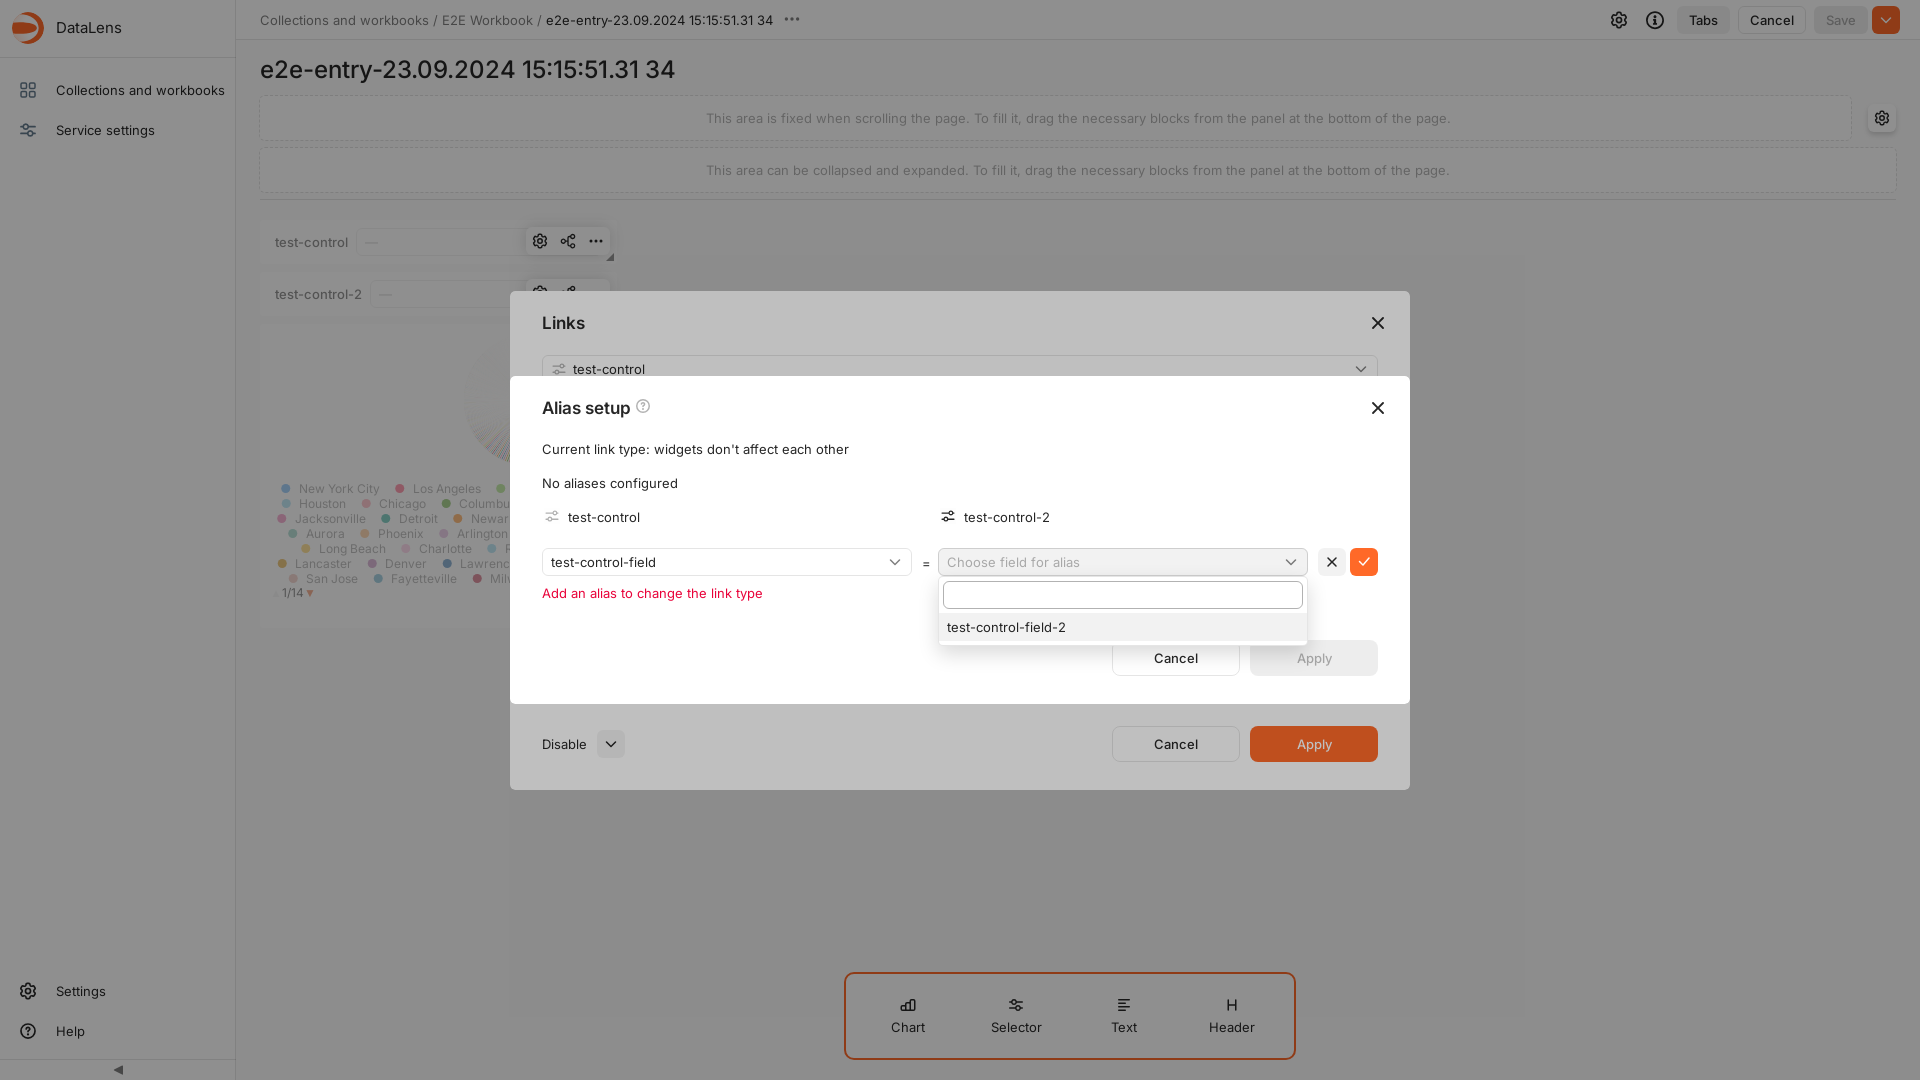 DataLens
Collections and workbooks / E2E Workbook / e2e-entry-23.09.2024 15:15:51.31 34
Tabs
Cancel
Save
Collections and workbooks
Service settings
e2e-entry-23.09.2024 15:15:51.31 34
This area is fixed when scrolling the page. To fill it, drag the necessary blocks from the panel at the bottom of the page.
This area can be collapsed and expanded. To fill it, drag the necessary blocks from the panel at the bottom of the page.
test-control —
test-control-2 —
Links
test-control
Alias setup
Current link type: widgets don't affect each other
No aliases configured
test-control
test-control-2
test-control-field = Choose field for alias
Add an alias to change the link type
test-control-field-2
Cancel
Apply
Disable
Cancel
Apply
New York City Los Angeles
Houston Chicago
Jacksonville Detroit
Aurora Phoenix Arlington
Long Beach Charlotte
Lancaster Denver
San Jose Fayetteville
1/14
Chart
Selector
Text
H
Header
Settings
Help